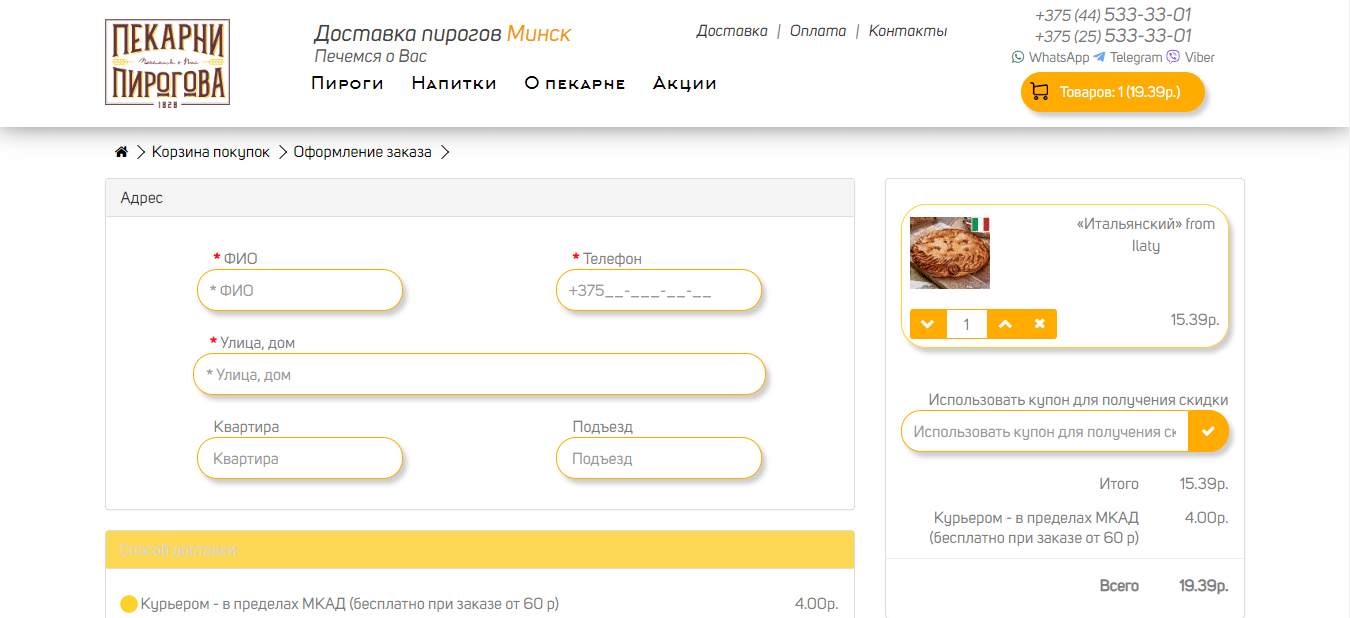 ПЕКАРНИ
Печемся о Вас
ПИРОГОВА
1828
Доставка пирогов Минск
Печемся о Вас
Доставка | Оплата | Контакты
+375 (44) 533-33-01
+375 (25) 533-33-01
WhatsApp Telegram Viber
Пироги Напитки О пекарне Акции
Товаров: 1 (19.39р.)
Корзина покупок Оформление заказа
Адрес
* ФИО
* ФИО
* Телефон
+375__-___-__-__
* Улица, дом
* Улица, дом
Квартира
Квартира
Подъезд
Подъезд
Способ доставки
Курьером - в пределах МКАД (бесплатно при заказе от 60 р) 4.00р.
«Итальянский» from
Ilaty
1
15.39р.
Использовать купон для получения скидки
Использовать купон для получения ск
Итого 15.39р.
Курьером - в пределах МКАД 4.00р.
(бесплатно при заказе от 60 р)
Всего 19.39р.